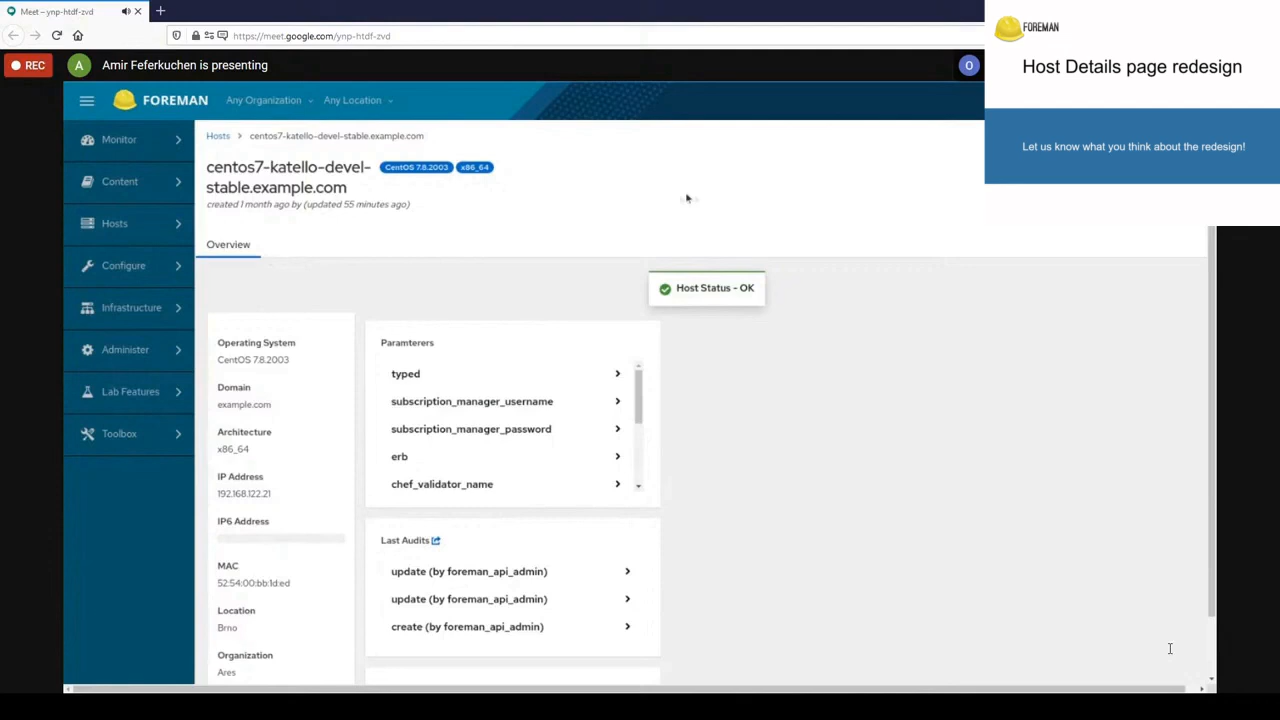 Meet – ynp-htdf-zvd
https://meet.google.com/ynp-htdf-zvd
REC
A
Amir Feferkuchen is presenting
O
FOREMAN
Host Details page redesign
Let us know what you think about the redesign!
FOREMAN
Any Organization
Any Location
Monitor
Content
Hosts
Configure
Infrastructure
Administer
Lab Features
Toolbox
Hosts > centos7-katello-devel-stable.example.com
centos7-katello-devel-
stable.example.com
CentOS 7.8.2003
x86_64
created 1 month ago by (updated 55 minutes ago)
Overview
Host Status - OK
Operating System
CentOS 7.8.2003
Domain
example.com
Architecture
x86_64
IP Address
192.168.122.21
IP6 Address
MAC
52:54:00:bb:1d:ed
Location
Brno
Organization
Ares
Paramterers
typed
subscription_manager_username
subscription_manager_password
erb
chef_validator_name
Last Audits
update (by foreman_api_admin)
update (by foreman_api_admin)
create (by foreman_api_admin)